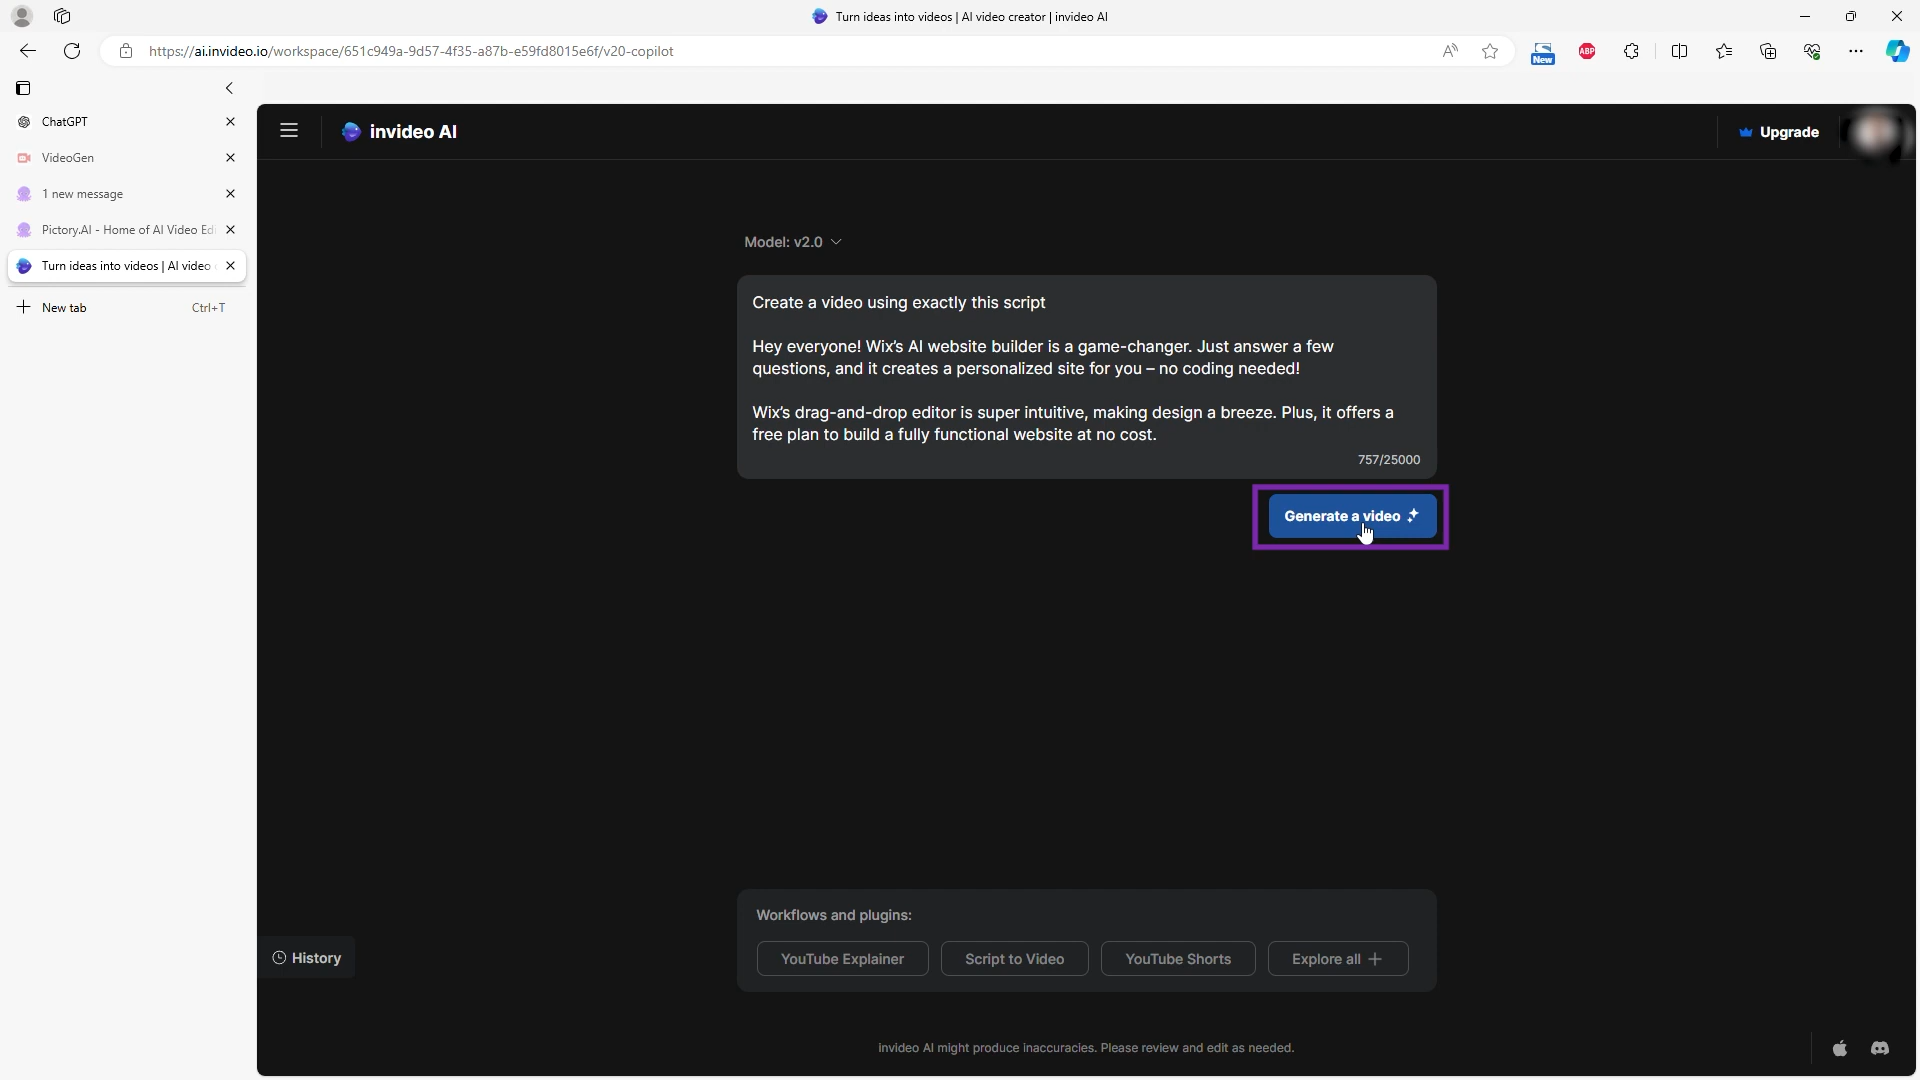 Turn ideas into videos | AI video creator | invideo AI
https://ai.invideo.io/workspace/651c949a-9d57-4f35-a87b-e59fd8015e6f/v20-copilot
New
ABP
ChatGPT
VideoGen
1 new message
Pictory.AI - Home of AI Video Edi
Turn ideas into videos | AI video
New tab
Ctrl+T
invideo AI
Upgrade
Model: v2.0
Create a video using exactly this script
Hey everyone! Wix's AI website builder is a game-changer. Just answer a few
questions, and it creates a personalized site for you – no coding needed!
Wix's drag-and-drop editor is super intuitive, making design a breeze. Plus, it offers a
free plan to build a fully functional website at no cost.
757/25000
Generate a video
Workflows and plugins:
YouTube Explainer
Script to Video
YouTube Shorts
Explore all
History
invideo AI might produce inaccuracies. Please review and edit as needed.